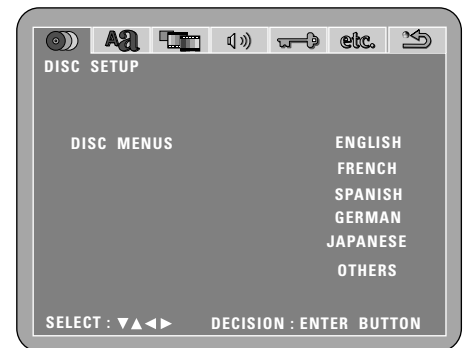 Aa etc.
DISC SETUP
DISC MENUS ENGLISH
FRENCH
SPANISH
GERMAN
JAPANESE
OTHERS
SELECT : ▼▲◄► DECISION : ENTER BUTTON